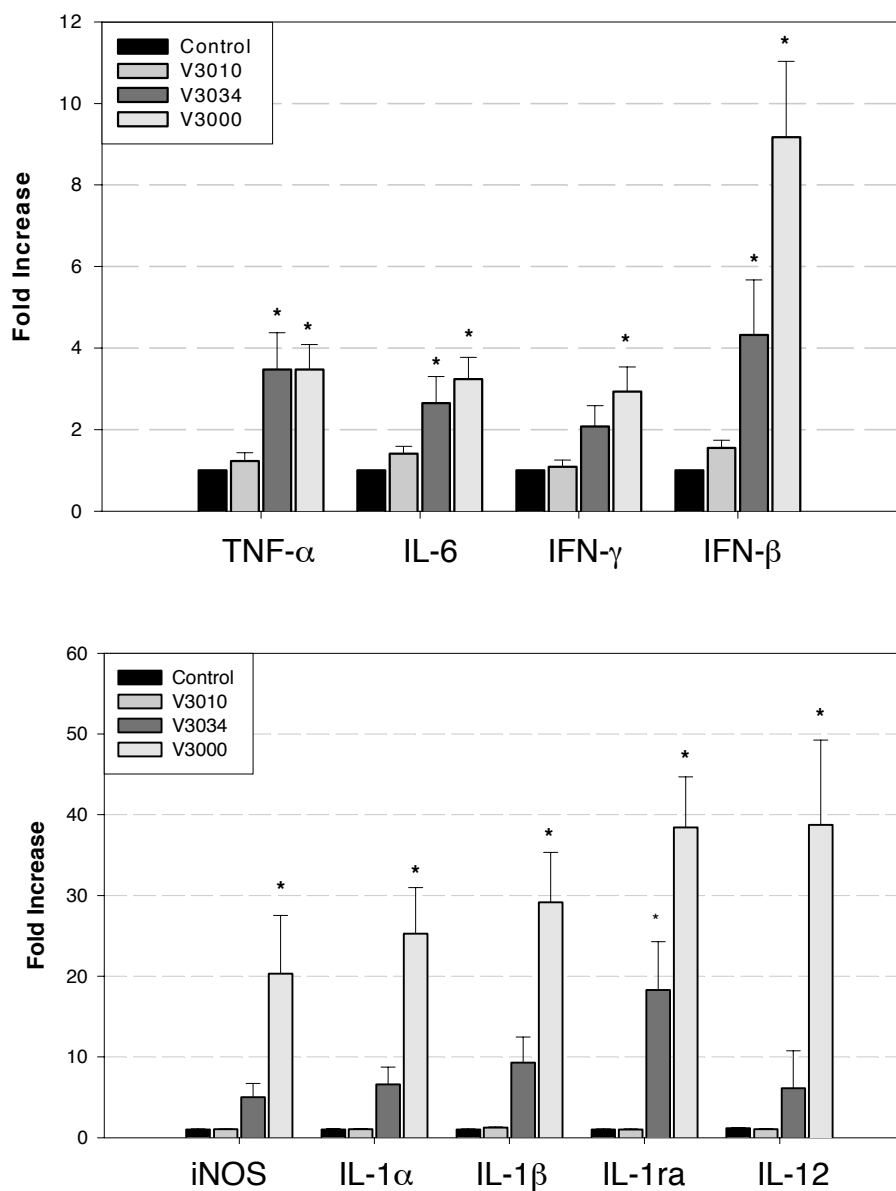 12
10
8
6
4
2
0
Fold Increase
Control
V3010
V3034
V3000
*
*
*
*
*
*
*
TNF-α IL-6 IFN-γ IFN-β
60
50
40
30
20
10
0
Fold Increase
Control
V3010
V3034
V3000
*
*
*
*
*
*
iNOS IL-1α IL-1β IL-1ra IL-12